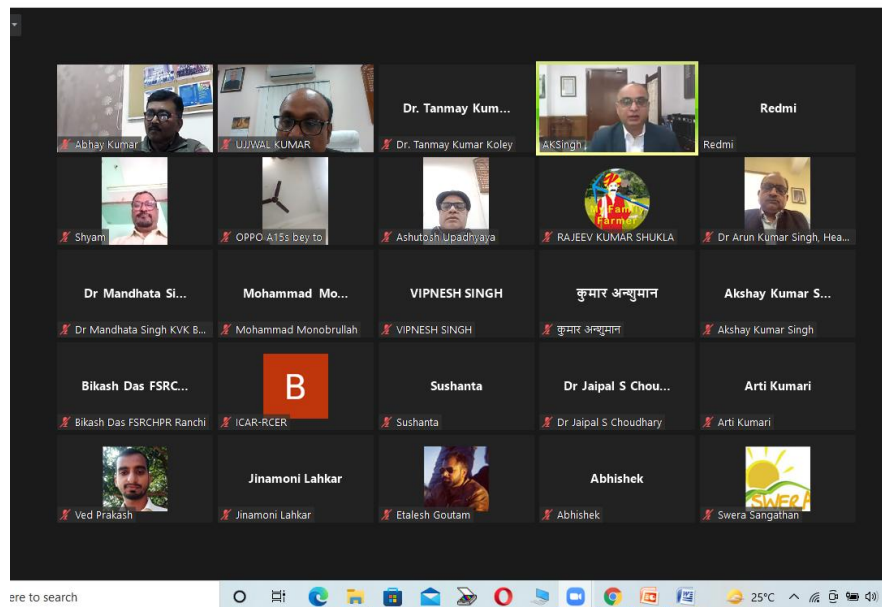 Abhay Kumar
UJJWAL KUMAR
Dr. Tanmay Kum...
Dr. Tanmay Kumar Koley
AKSingh
Redmi
Redmi
Shyam
OPPO A15s bey to
Ashutosh Upadhyaya
My Family Farmer
RAJEEV KUMAR SHUKLA
Dr Arun Kumar Singh, Hea...
Dr Mandhata Si...
Dr Mandhata Singh KVK B...
Mohammad Mo...
Mohammad Monobrullah
VIPNESH SINGH
VIPNESH SINGH
कुमार अन्शुमान
कुमार अन्शुमान
Akshay Kumar S...
Akshay Kumar Singh
Bikash Das FSRC...
Bikash Das FSRCHPR Ranchi
B
ICAR-RCER
Sushanta
Sushanta
Dr Jaipal S Chou...
Dr Jaipal S Choudhary
Arti Kumari
Arti Kumari
Ved Prakash
Jinamoni Lahkar
Jinamoni Lahkar
Etalesh Goutam
Abhishek
Abhishek
SWERA
Swera Sangathan
ere to search
25°C